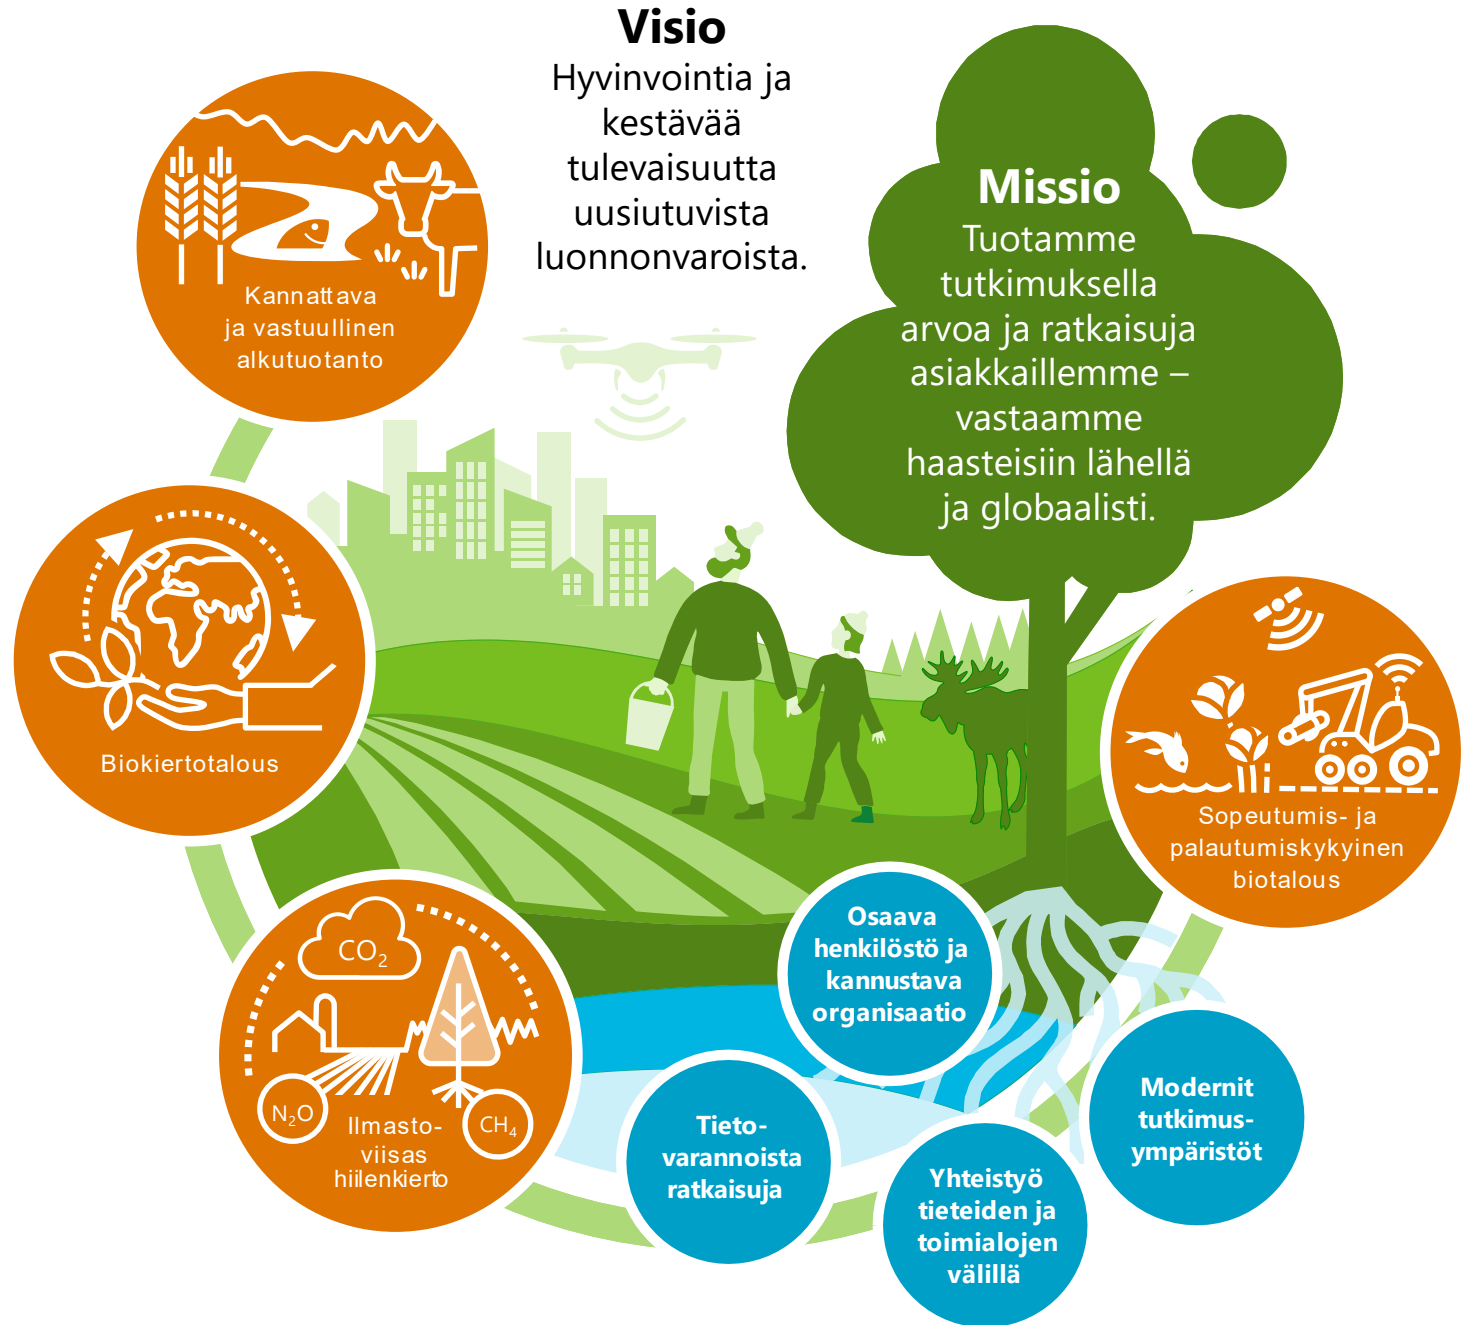 Visio
Hyvinvointia ja
kestävää
tulevaisuutta
uusiutuvista
luonnonvaroista.
Missio
Tuotamme
tutkimuksella
arvoa ja ratkaisuja
asiakkaillemme –
vastaamme
haasteisiin lähellä
ja globaalisti.
Kannattava
ja vastuullinen
alkutuotanto
Biokiertotalous
CO₂
N₂O
CH₄
Ilmasto-
viisas
hiilenkierto
Sopeutumis- ja
palautumiskykyinen
biotalous
Osaava
henkilöstö ja
kannustava
organisaatio
Tieto-
varannoista
ratkaisuja
Yhteistyö
tieteiden ja
toimialojen
välillä
Modernit
tutkimus-
ympäristöt